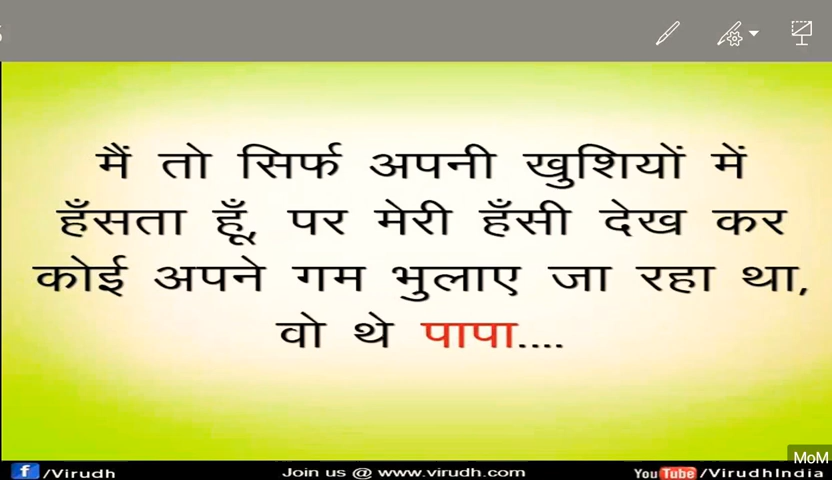 मैं तो सिर्फ अपनी खुशियों में
हँसता हूँ, पर मेरी हँसी देख कर
कोई अपने गम भुलाए जा रहा था,
वो थे पापा....
f /Virudh
Join us @ www.virudh.com
YouTube /VirudhIndia
MoM